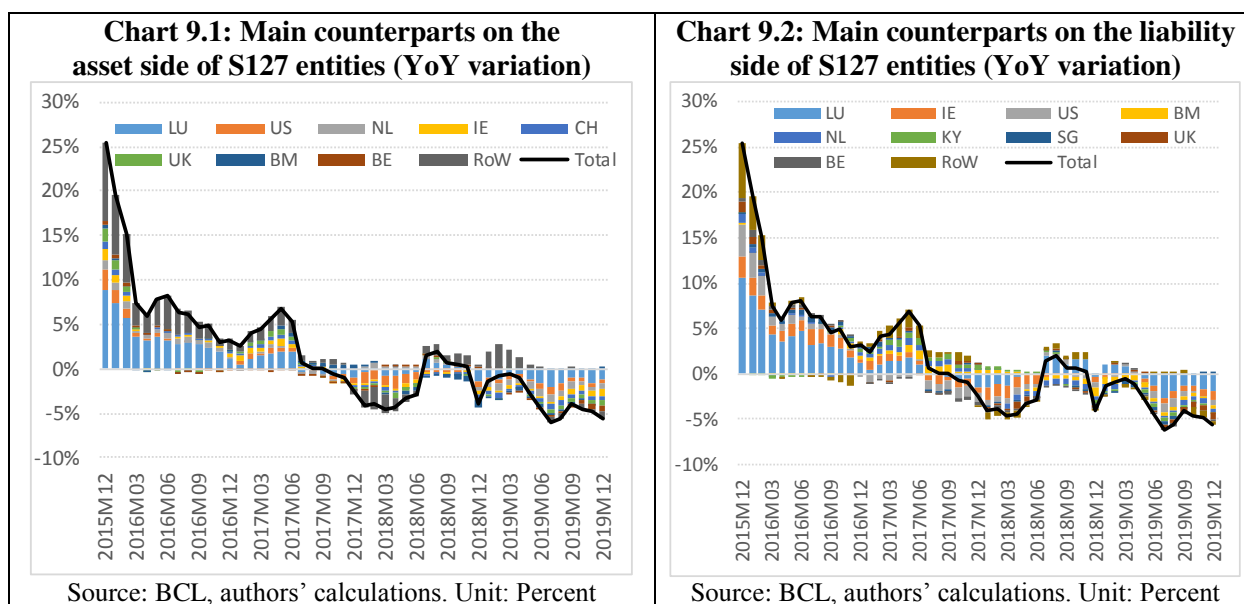 Chart 9.1: Main counterparts on the
asset side of S127 entities (YoY variation)
30%
25%
20%
15%
10%
5%
0%
-5%
-10%
LU US NL IE CH
UK BM BE RoW Total
2015M12
2016M03
2016M06
2016M09
2016M12
2017M03
2017M06
2017M09
2017M12
2018M03
2018M06
2018M09
2018M12
2019M03
2019M06
2019M09
2019M12
Source: BCL, authors’ calculations. Unit: Percent
Chart 9.2: Main counterparts on the liability
side of S127 entities (YoY variation)
30%
25%
20%
15%
10%
5%
0%
-5%
-10%
LU IE US BM
NL KY SG UK
BE RoW Total
2015M12
2016M03
2016M06
2016M09
2016M12
2017M03
2017M06
2017M09
2017M12
2018M03
2018M06
2018M09
2018M12
2019M03
2019M06
2019M09
2019M12
Source: BCL, authors’ calculations. Unit: Percent